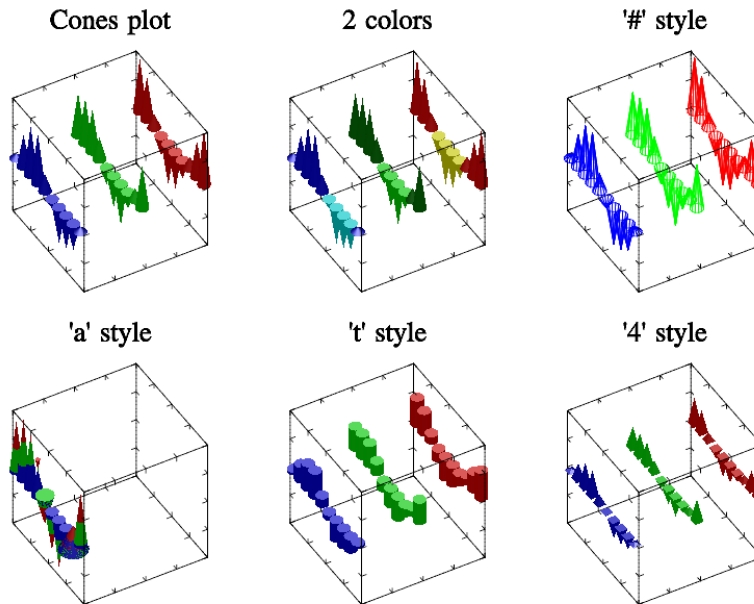 Cones plot
2 colors
'#' style
'a' style
't' style
'4' style